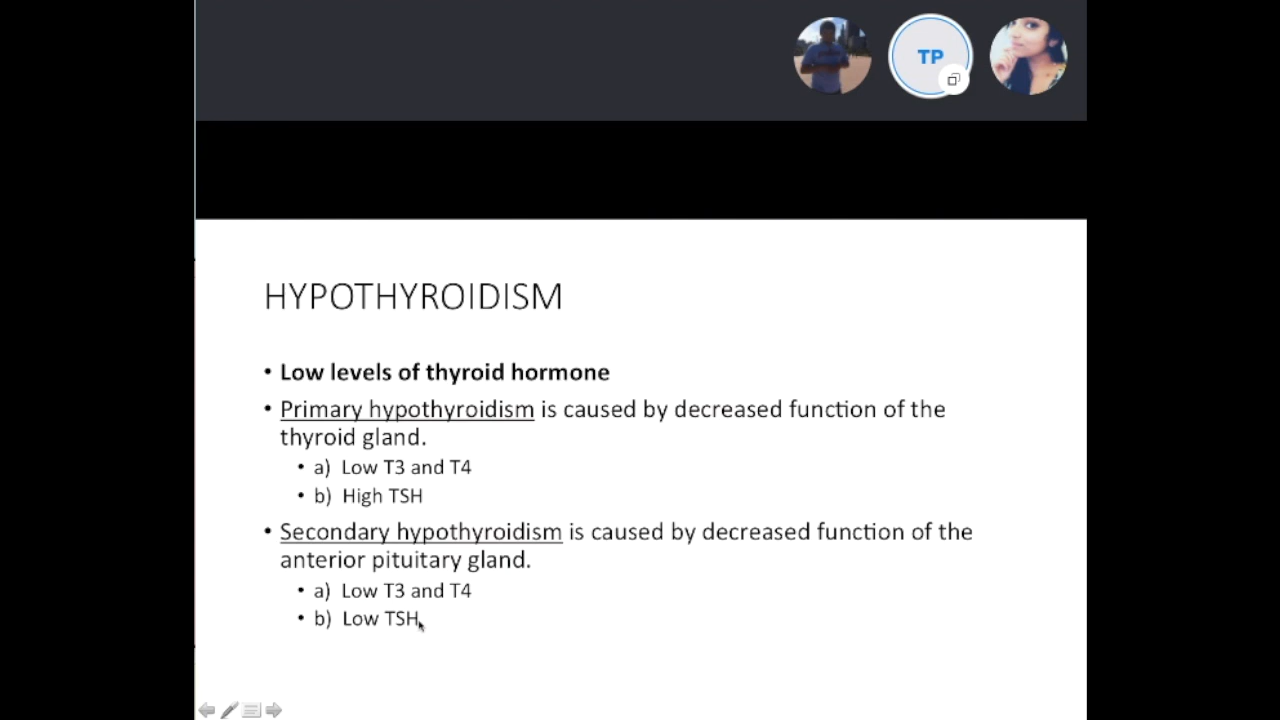 TP
HYPOTHYROIDISM
• Low levels of thyroid hormone
• Primary hypothyroidism is caused by decreased function of the
thyroid gland.
• a) Low T3 and T4
• b) High TSH
• Secondary hypothyroidism is caused by decreased function of the
anterior pituitary gland.
• a) Low T3 and T4
• b) Low TSH